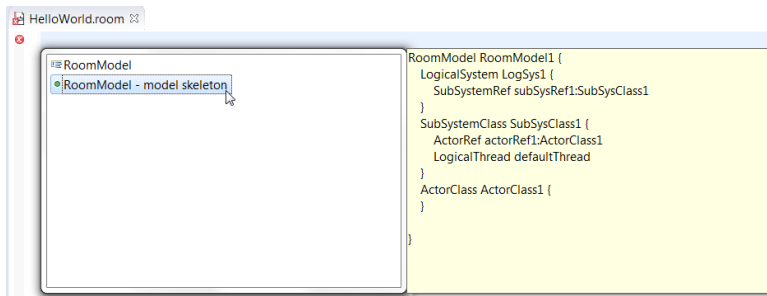 HelloWorld.room
RoomModel
RoomModel - model skeleton
RoomModel RoomModel1 {
LogicalSystem LogSys1 {
SubSystemRef subSysRef1:SubSysClass1
}
SubSystemClass SubSysClass1 {
ActorRef actorRef1:ActorClass1
LogicalThread defaultThread
}
ActorClass ActorClass1 {
}
}